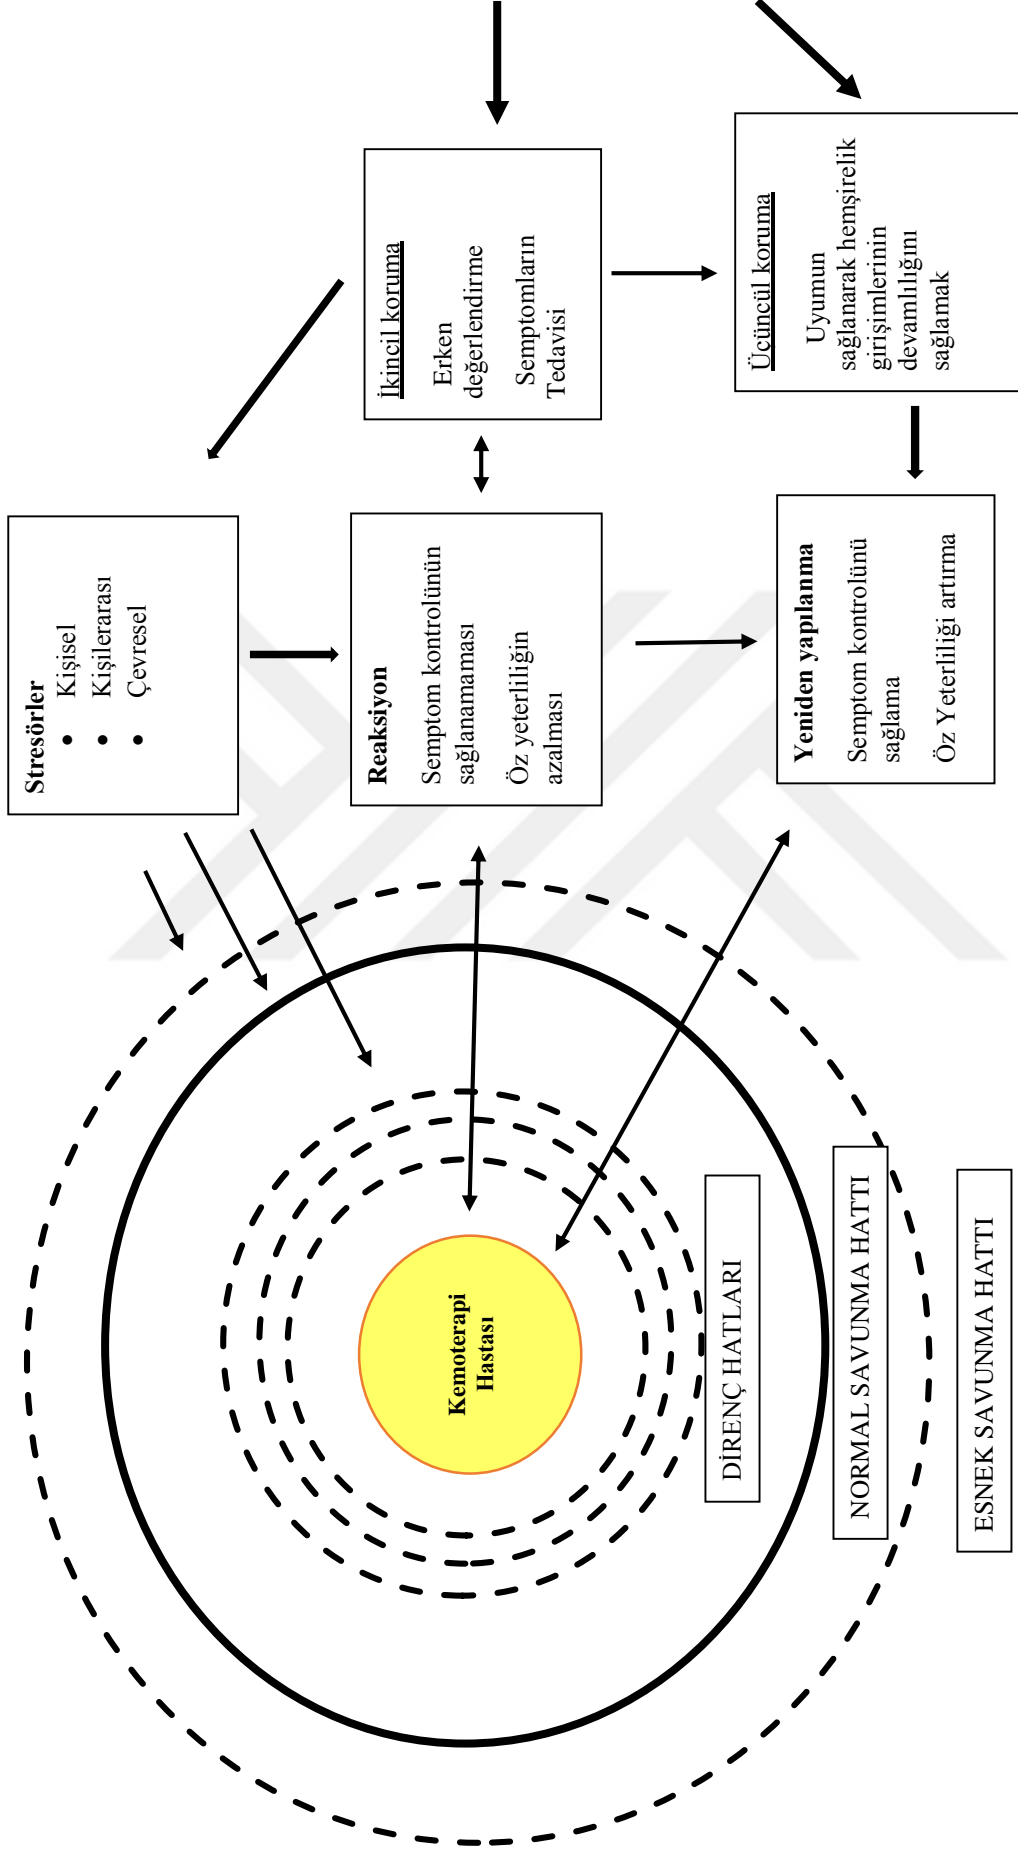 Stresörler
• Kişisel
• Kişilerarası
• Çevresel
Reaksiyon
Semptom kontrolünün
sağlanamaması
Öz yeterliliğin
azalması
Yeniden yapılanma
Semptom kontrolünü
sağlama
Öz Yeterliliği artırma
İkincil koruma
Erken
değerlendirme
Semptomların
Tedavisi
Üçüncül koruma
Uyumun
sağlanarak hemşirelik
girişimlerinin
devamlılığını
sağlamak
Kemoterapi
Hastası
DİRENÇ HATLARI
NORMAL SAVUNMA HATTI
ESNEK SAVUNMA HATTI